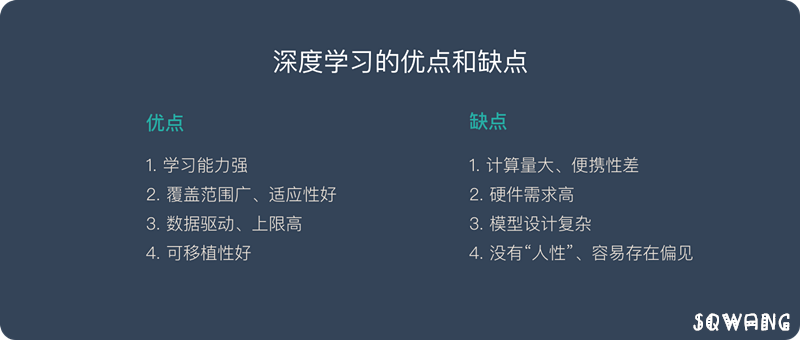 深度学习的优点和缺点
优点
1. 学习能力强
2. 覆盖范围广、适应性好
3. 数据驱动、上限高
4. 可移植性好
缺点
1. 计算量大、便携性差
2. 硬件需求高
3. 模型设计复杂
4. 没有“人性”、容易存在偏见